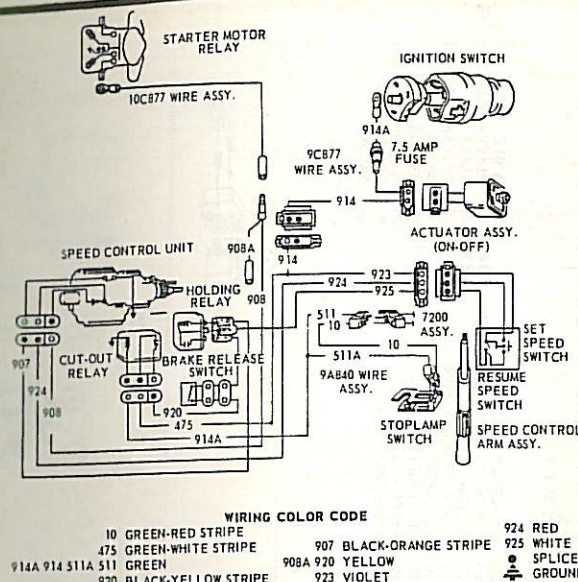 STARTER MOTOR
RELAY
10C877 WIRE ASSY.
IGNITION SWITCH
914A
7.5 AMP
FUSE
9C877
WIRE ASSY.
914
ACTUATOR ASSY.
(ON-OFF)
908A
914
SPEED CONTROL UNIT
923
924
925
HOLDING
RELAY
908
511
10
7200
ASSY.
SET
SPEED
SWITCH
10
511A
907
CUT-OUT
RELAY
BRAKE RELEASE
SWITCH
9A840 WIRE
ASSY.
RESUME
SPEED
SWITCH
924
908
920
475
914A
STOPLAMP
SWITCH
SPEED CONTROL
ARM ASSY.
WIRING COLOR CODE
10 GREEN-RED STRIPE
475 GREEN-WHITE STRIPE
914A 914 511A 511 GREEN
920 BLACK-YELLOW STRIPE
907 BLACK-ORANGE STRIPE
908A 920 YELLOW
923 VIOLET
924 RED
925 WHITE
SPLICE
GROUND